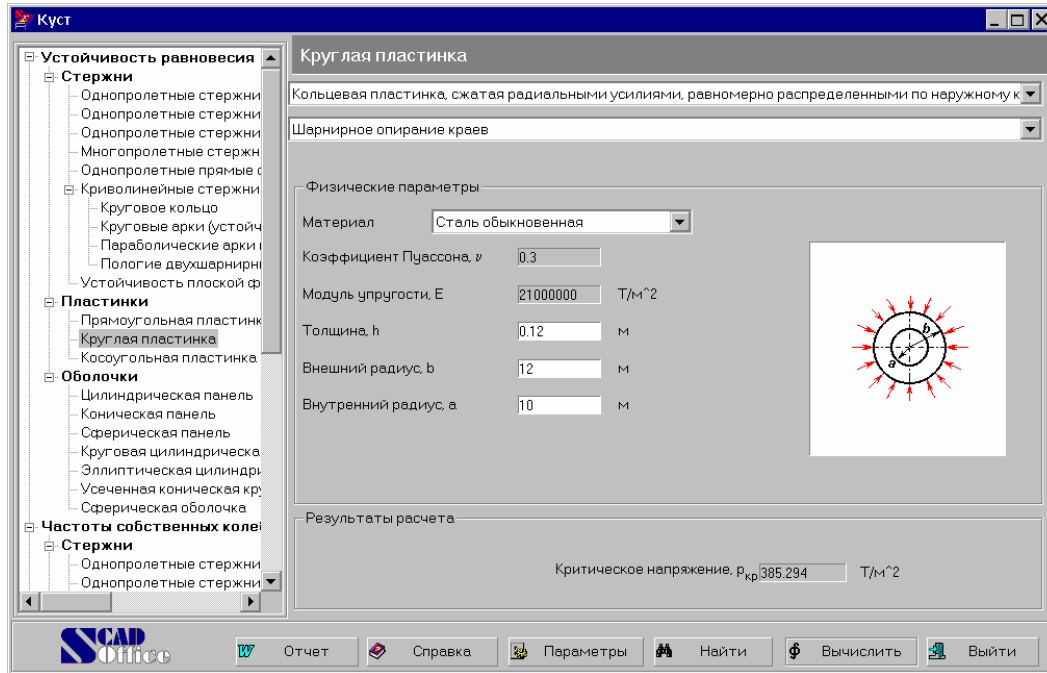 Куст
Устойчивость равновесия
Стержни
Однопролетные стержни
Однопролетные стержни
Однопролетные стержни
Многопролетные стержн
Однопролетные прямые с
Криволинейные стержни
Круговое кольцо
Круговые арки (устойч
Параболические арки
Пологие двухшарнирн
Устойчивость плоской ф
Пластинки
Прямоугольная пластинк
Круглая пластинка
Косоугольная пластинка
Оболочки
Цилиндрическая панель
Коническая панель
Сферическая панель
Круговая цилиндрическа
Эллиптическая цилиндри
Усеченная коническая кру
Сферическая оболочка
Частоты собственных колеб
Стержни
Однопролетные стержни
Однопролетные стержни
Круглая пластинка
Кольцевая пластинка, сжатая радиальными усилиями, равномерно распределенными по наружному к
Шарнирное опирание краев
Физические параметры
Материал Сталь обыкновенная
Коэффициент Пуассона, ν 0.3
Модуль упругости, E 21000000 Т/м^2
Толщина, h 0.12 м
Внешний радиус, b 12 м
Внутренний радиус, a 10 м
b
a
Результаты расчета
Критическое напряжение, pкр 385.294 Т/м^2
SCAD Office
Отчет Справка Параметры Найти Вычислить Выйти